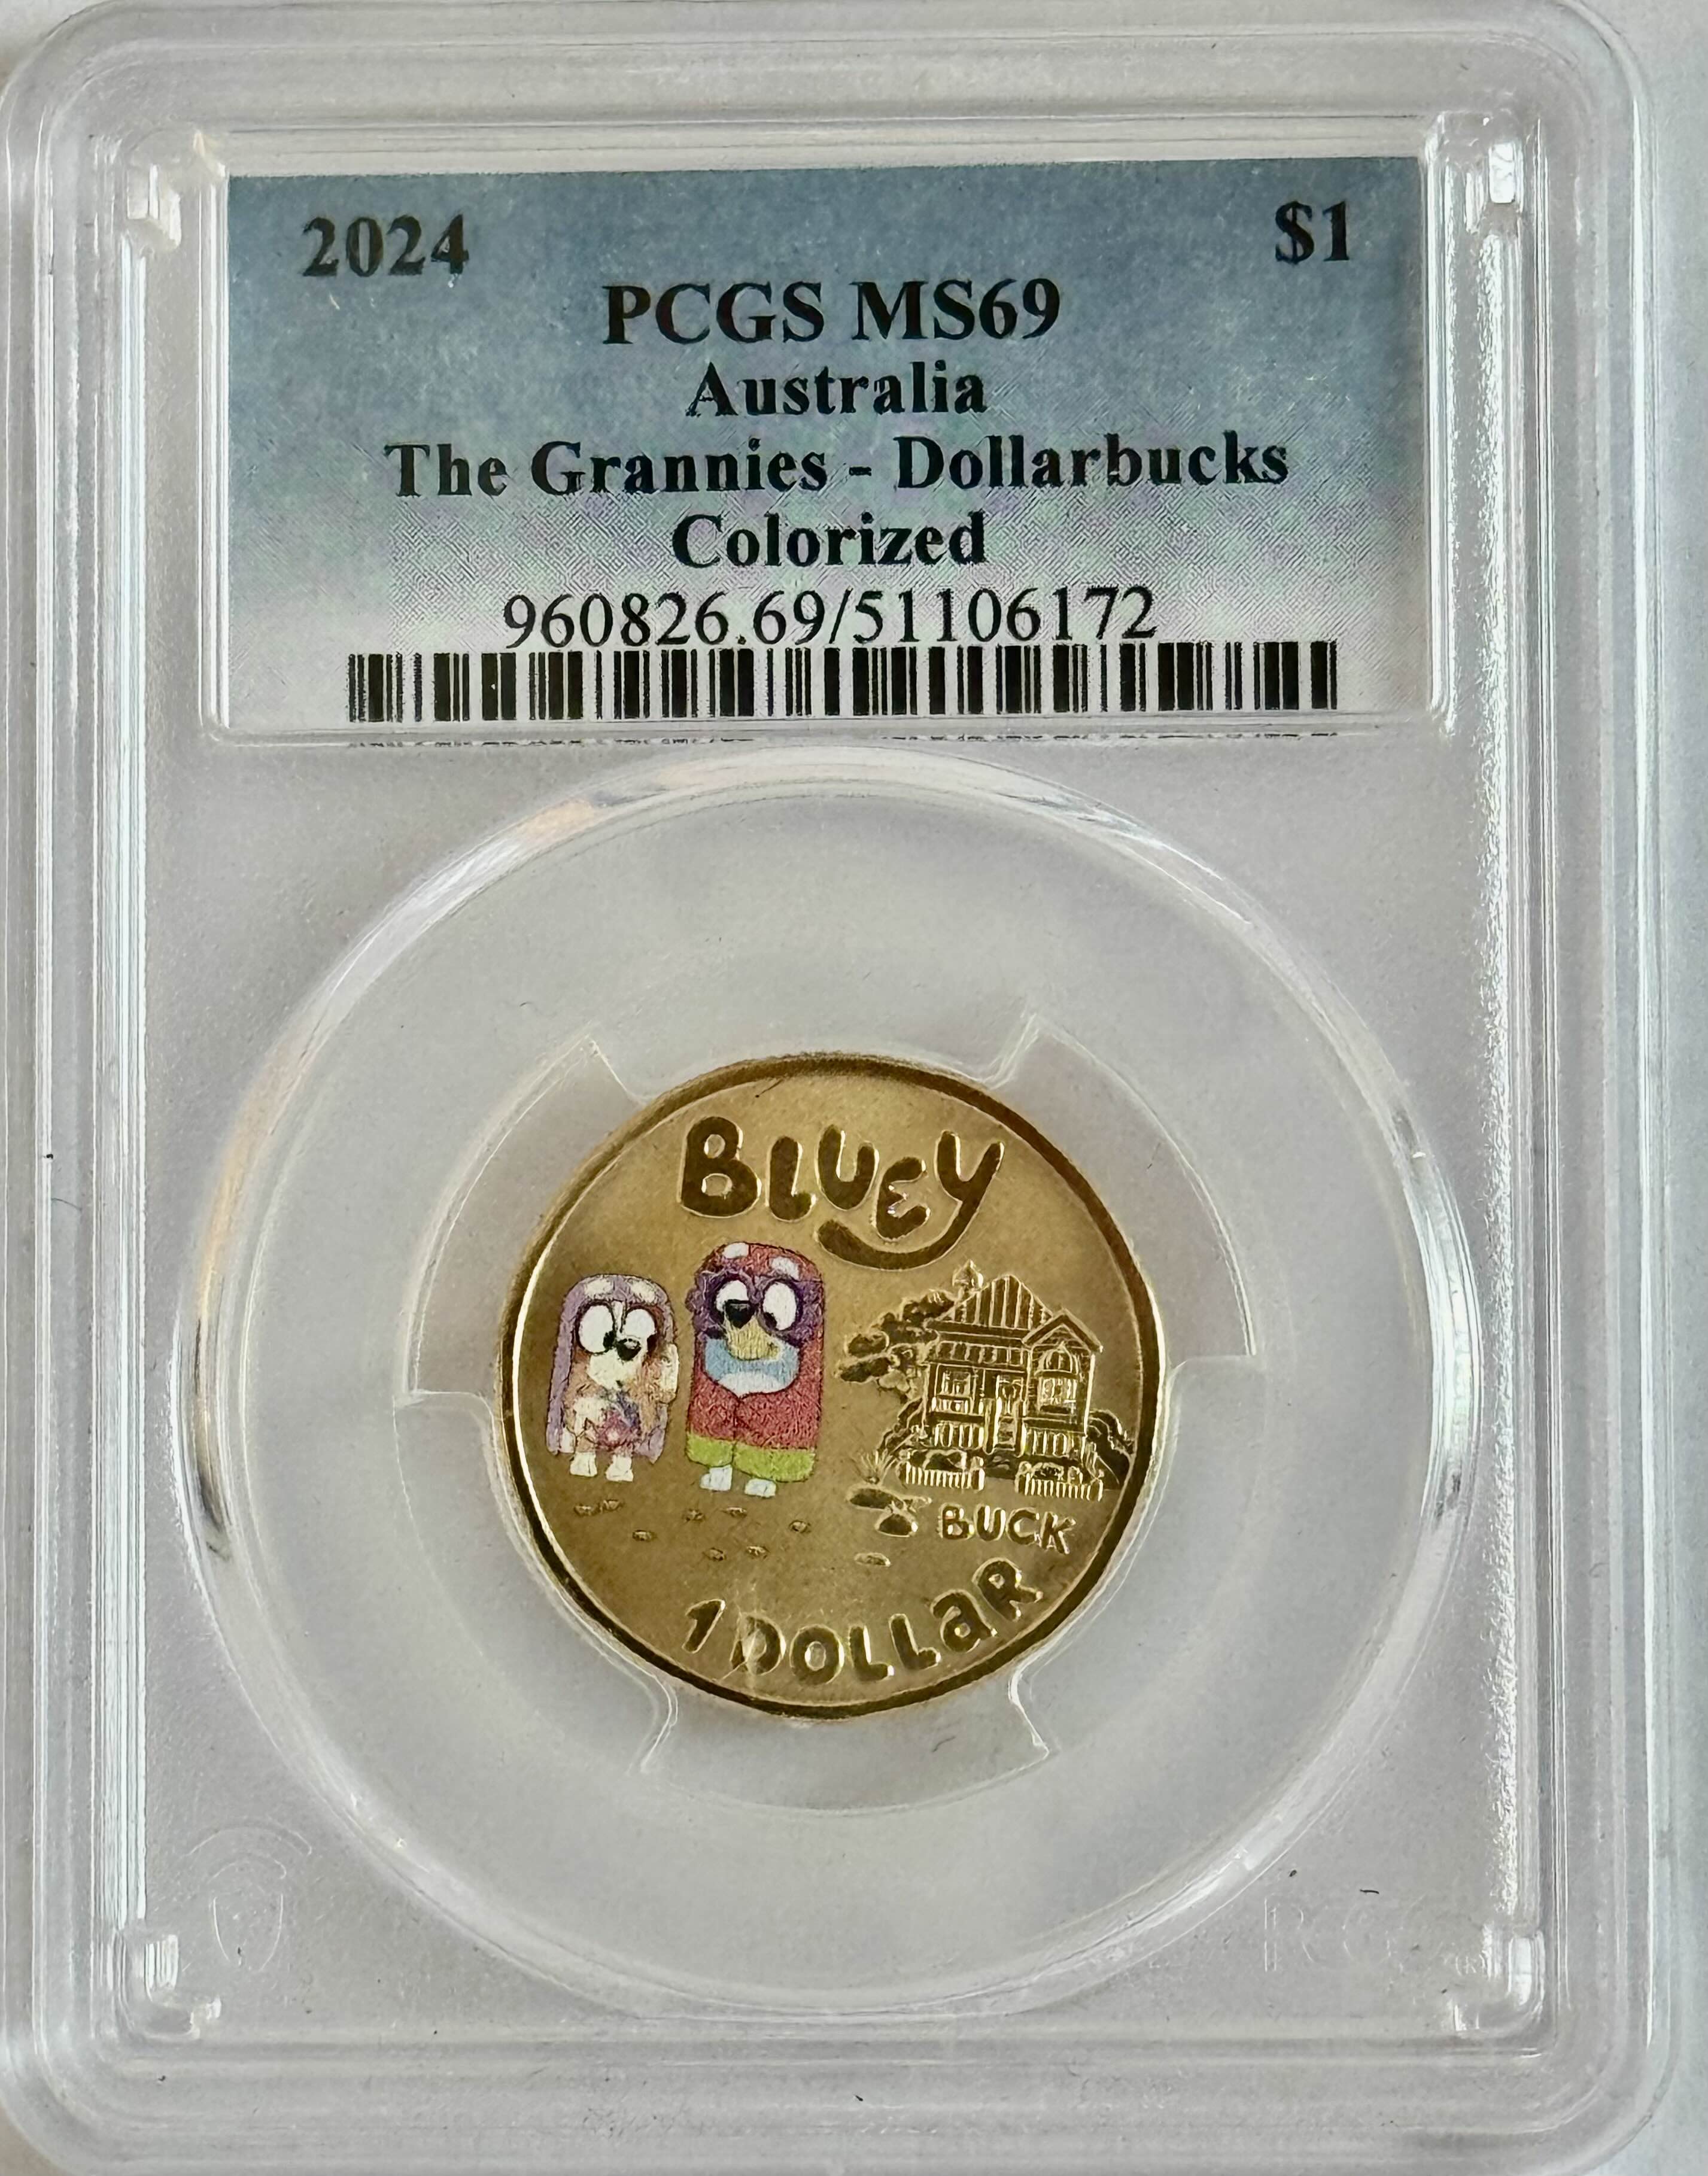 2024 $1
PCGS MS69
Australia
The Grannies - Dollarbucks
Colorized
960826.69/51106172
BLUEY
BUCK
1 DOLLaR